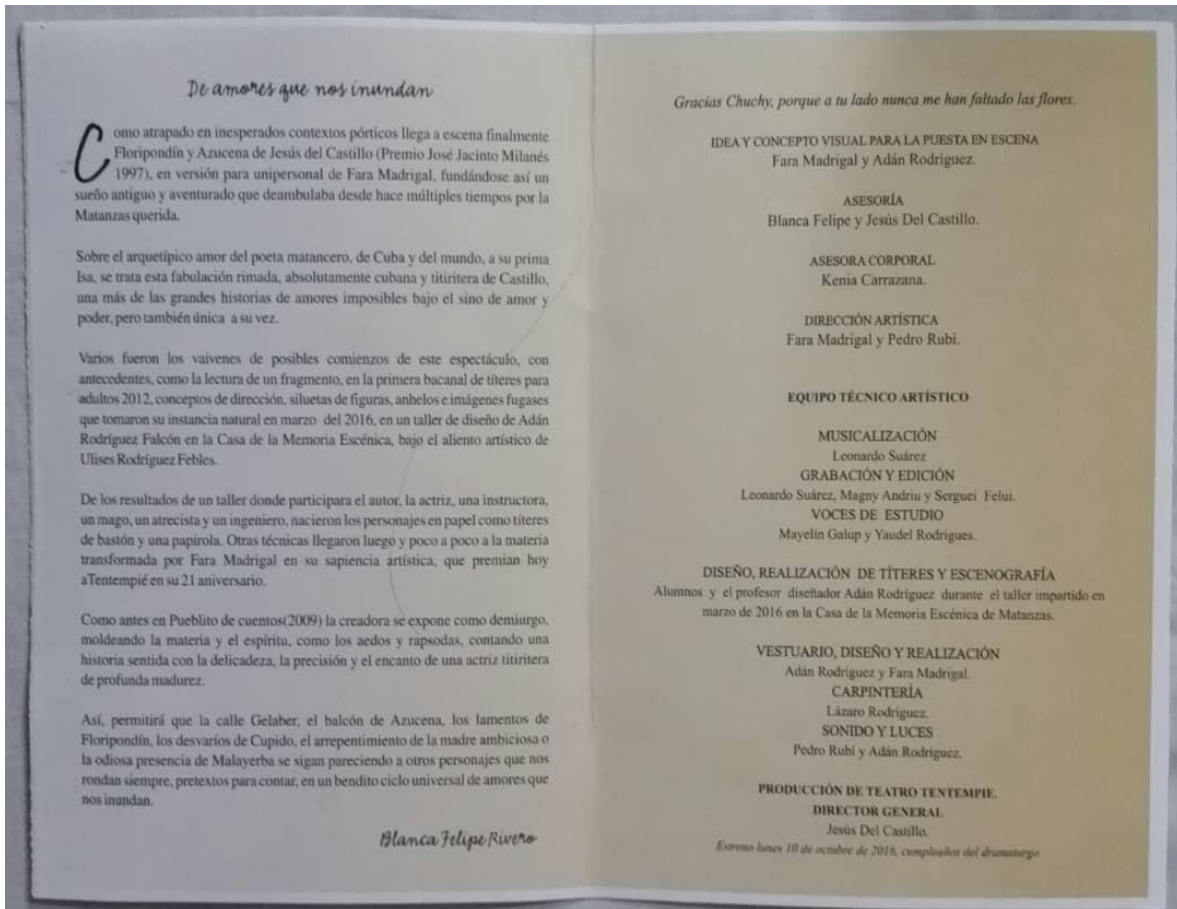 De amores que nos inundan
Como atrapado en inesperados contextos pórticos llega a escena finalmente
Floripondín y Azucena de Jesús del Castillo (Premio José Jacinto Milanés
1997), en versión para unipersonal de Fara Madrigal, fundándose así un
sueño antiguo y aventurado que deambulaba desde hace múltiples tiempos por la
Matanzas querida.
Sobre el arquetípico amor del poeta matancero, de Cuba y del mundo, a su prima
Isa, se trata esta fabulación rimada, absolutamente cubana y titiritera de Castillo,
una más de las grandes historias de amores imposibles bajo el sino de amor y
poder, pero también única a su vez.
Varios fueron los vaivenes de posibles comienzos de este espectáculo, con
antecedentes, como la lectura de un fragmento, en la primera bacanal de títeres para
adultos 2012, conceptos de dirección, siluetas de figuras, anhelos e imágenes fugases
que tomaron su instancia natural en marzo del 2016, en un taller de diseño de Adán
Rodríguez Falcón en la Casa de la Memoria Escénica, bajo el aliento artístico de
Ulises Rodríguez Febles.
De los resultados de un taller donde participara el autor, la actriz, una instructora,
un mago, un atrecista y un ingeniero, nacieron los personajes en papel como títeres
de bastón y una papirola. Otras técnicas llegaron luego y poco a poco a la materia
transformada por Fara Madrigal en su sapiencia artística, que premian hoy
aTentempié en su 21 aniversario.
Como antes en Pueblito de cuentos(2009) la creadora se expone como demiurgo,
moldeando la materia y el espíritu, como los aedos y rapsodas, contando una
historia sentida con la delicadeza, la precisión y el encanto de una actriz titiritera
de profunda madurez.
Así, permitirá que la calle Gelaber, el balcón de Azucena, los lamentos de
Floripondín, los desvaríos de Cupido, el arrepentimiento de la madre ambiciosa o
la odiosa presencia de Malayerba se sigan pareciendo a otros personajes que nos
rondan siempre, pretextos para contar, en un bendito ciclo universal de amores que
nos inundan.
Blanca Felipe Rivero
Gracias Chuchy, porque a tu lado nunca me han faltado las flores.
IDEA Y CONCEPTO VISUAL PARA LA PUESTA EN ESCENA
Fara Madrigal y Adán Rodríguez.
ASESORÍA
Blanca Felipe y Jesús Del Castillo.
ASESORA CORPORAL
Kenia Carrazana.
DIRECCIÓN ARTÍSTICA
Fara Madrigal y Pedro Rubí.
EQUIPO TÉCNICO ARTÍSTICO
MUSICALIZACIÓN
Leonardo Suárez
GRABACIÓN Y EDICIÓN
Leonardo Suárez, Magny Andriu y Serguei Felui.
VOCES DE ESTUDIO
Mayelin Galup y Yaudel Rodrigues.
DISEÑO, REALIZACIÓN DE TÍTERES Y ESCENOGRAFÍA
Alumnos y el profesor diseñador Adán Rodríguez durante el taller impartido en
marzo de 2016 en la Casa de la Memoria Escénica de Matanzas.
VESTUARIO, DISEÑO Y REALIZACIÓN
Adán Rodríguez y Fara Madrigal.
CARPINTERÍA
Lázaro Rodríguez.
SONIDO Y LUCES
Pedro Rubí y Adán Rodríguez.
PRODUCCIÓN DE TEATRO TENTEMPIE.
DIRECTOR GENERAL
Jesús Del Castillo.
Estreno lunes 10 de octubre de 2016, cumpleaños del dramaturgo